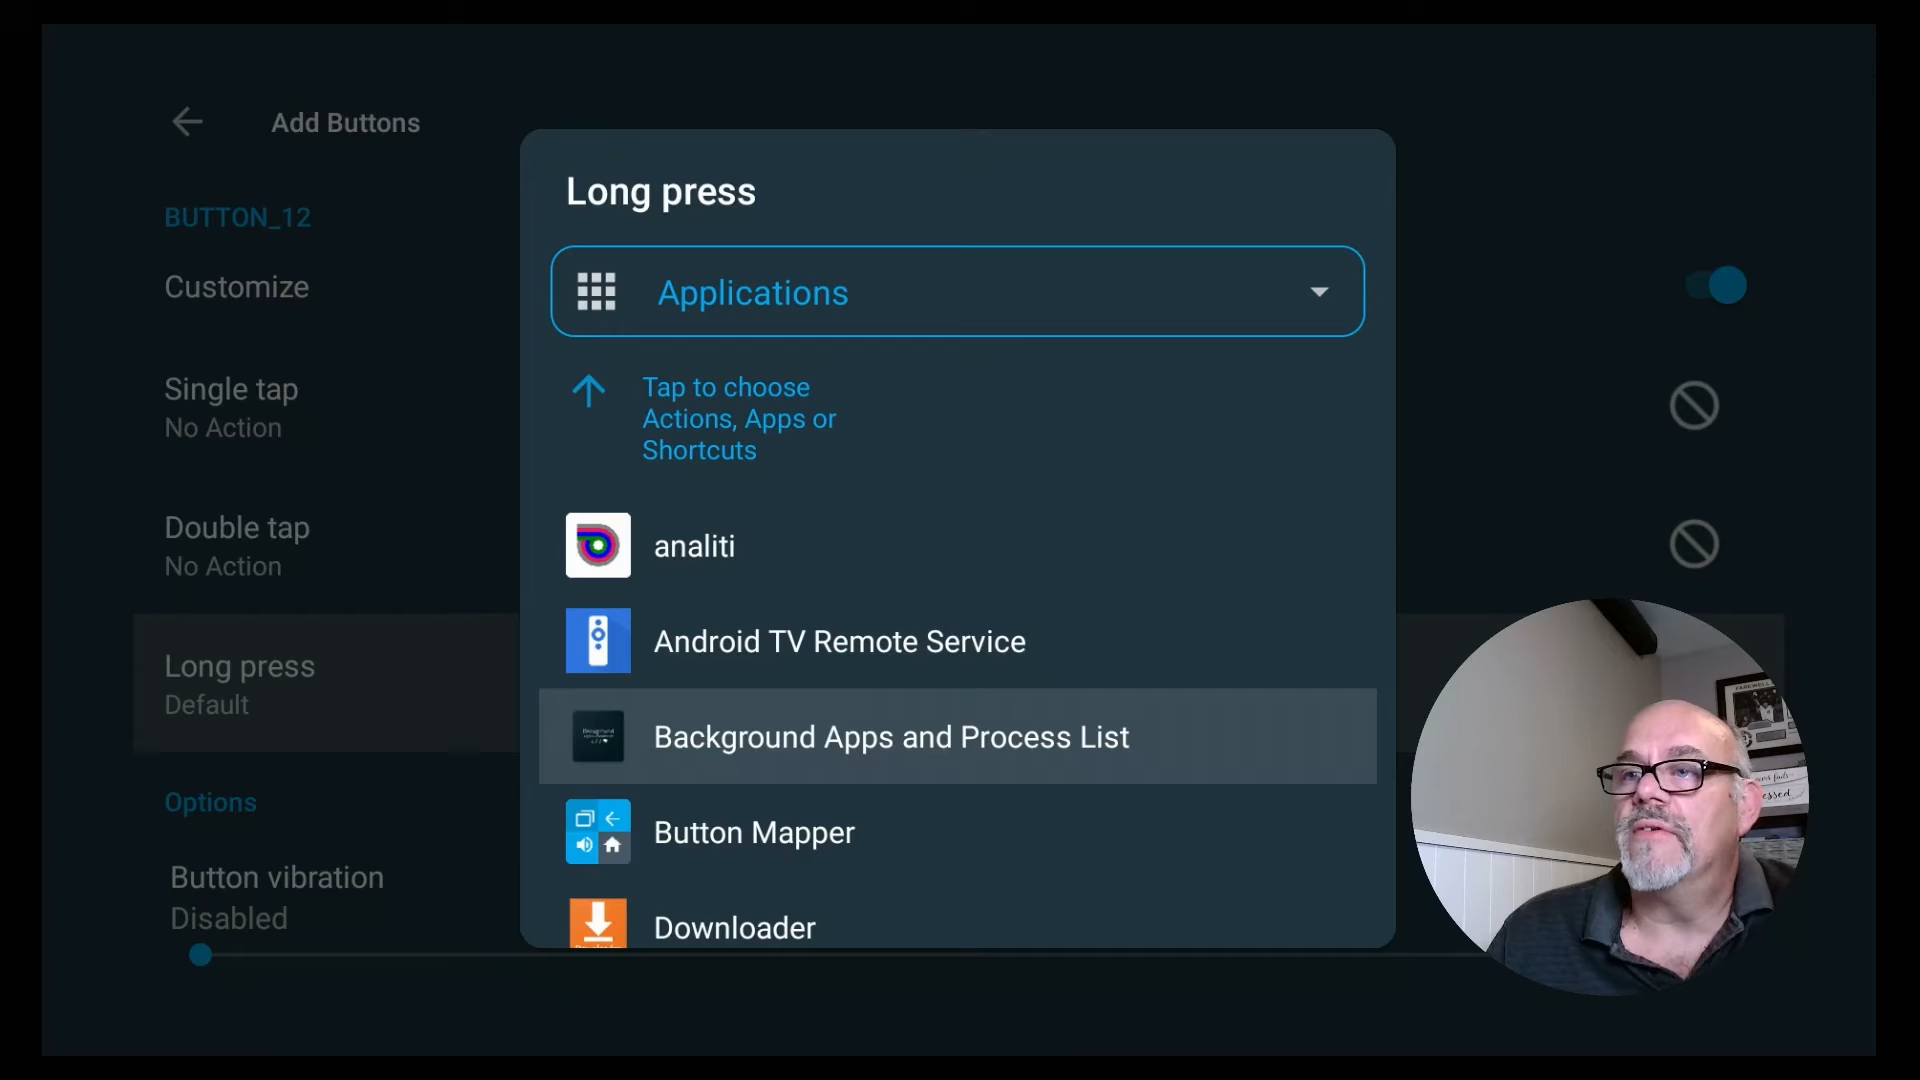 Add Buttons
BUTTON_12
Customize
Single tap
No Action
Double tap
No Action
Long press
Default
Options
Button vibration
Disabled
Long press
Applications
Tap to choose
Actions, Apps or
Shortcuts
analiti
Android TV Remote Service
Background Apps and Process List
Button Mapper
Downloader
FAREWELL